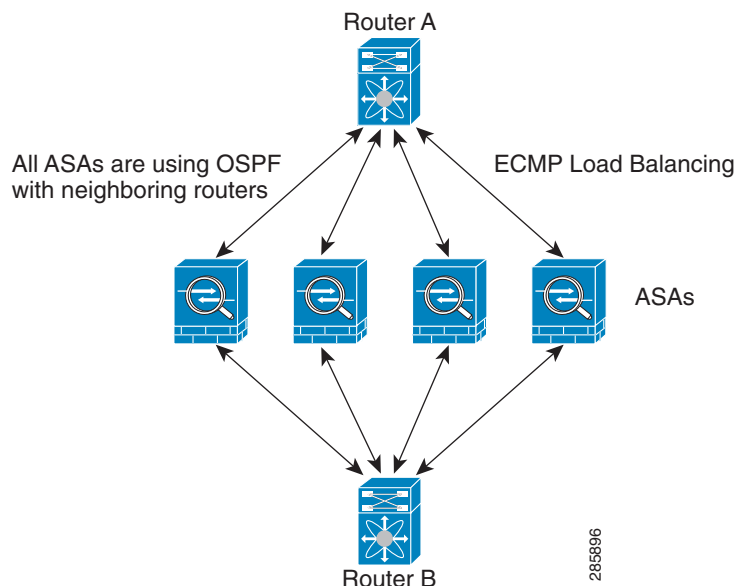 Router A
All ASAs are using OSPF
with neighboring routers
ECMP Load Balancing
ASAs
Router B
285896